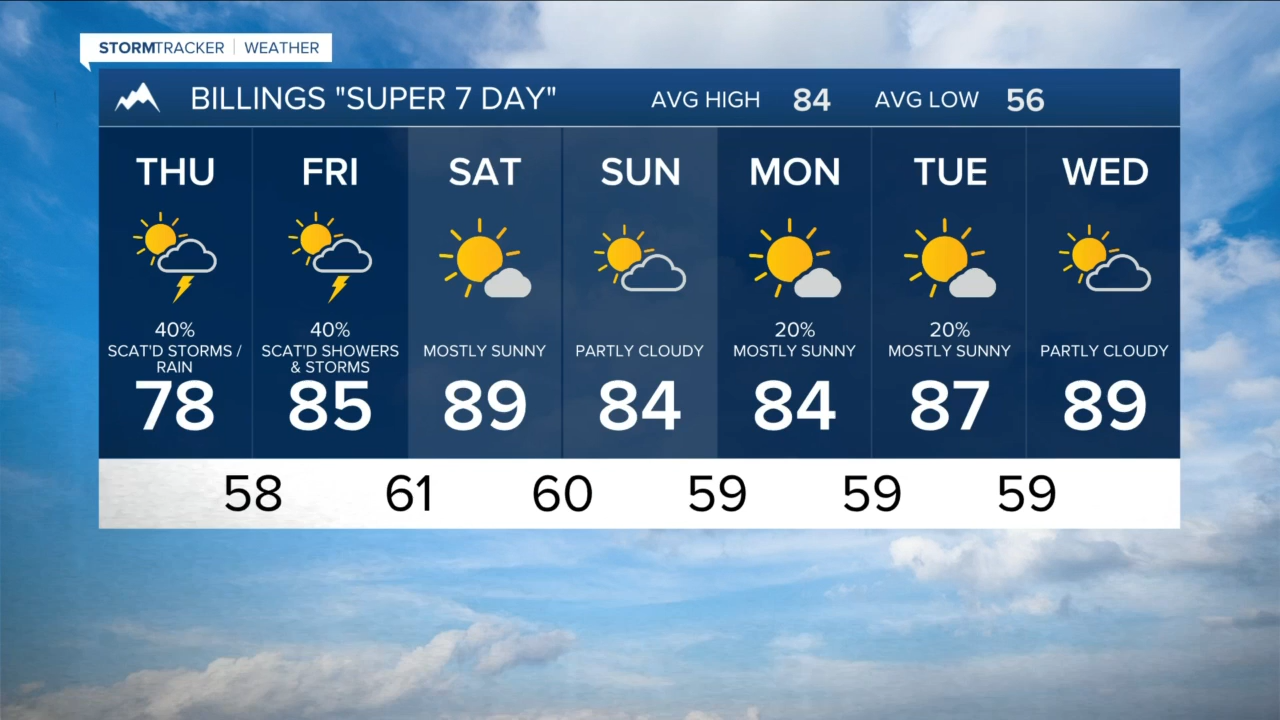 STORMTRACKER | WEATHER
BILLINGS "SUPER 7 DAY" AVG HIGH 84 AVG LOW 56
THU FRI SAT SUN MON TUE WED
40% 40% 20% 20%
SCAT'D STORMS / SCAT'D SHOWERS MOSTLY SUNNY PARTLY CLOUDY MOSTLY SUNNY MOSTLY SUNNY PARTLY CLOUDY
RAIN & STORMS
78 85 89 84 84 87 89
58 61 60 59 59 59